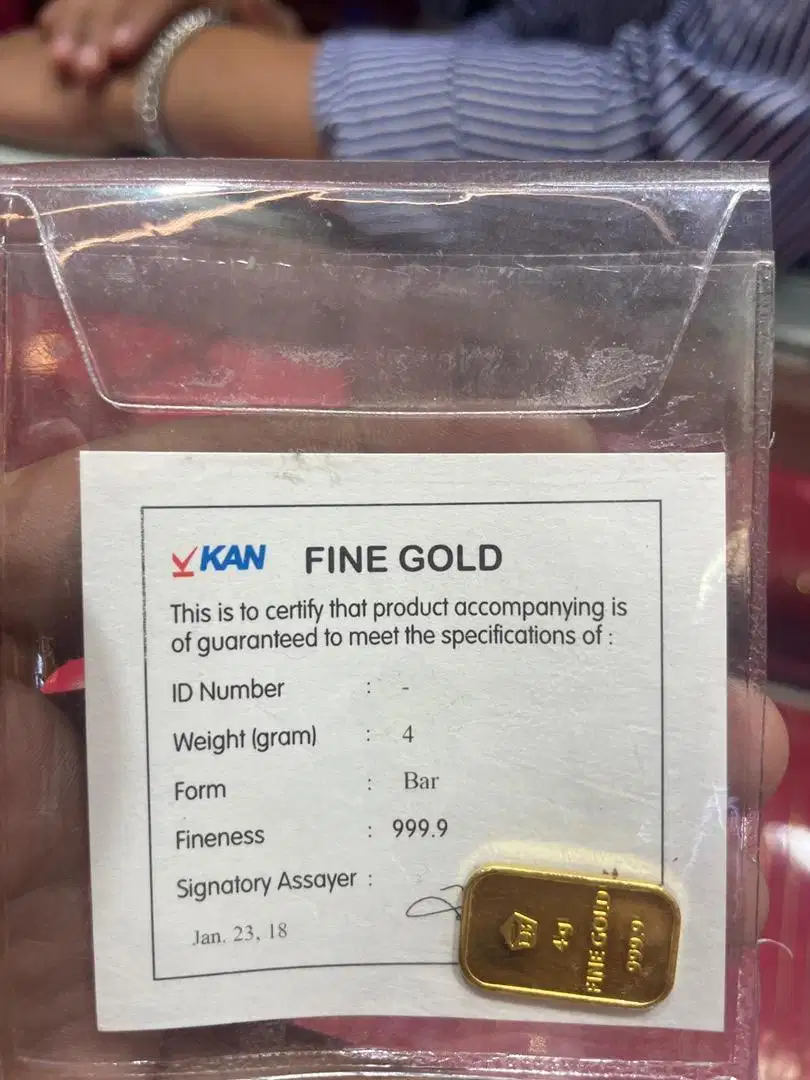 KAN FINE GOLD
This is to certify that product accompanying is
of guaranteed to meet the specifications of :
ID Number : -
Weight (gram) : 4
Form : Bar
Fineness : 999.9
Signatory Assayer :
Jan. 23, 18
4g
FINE GOLD
999,9